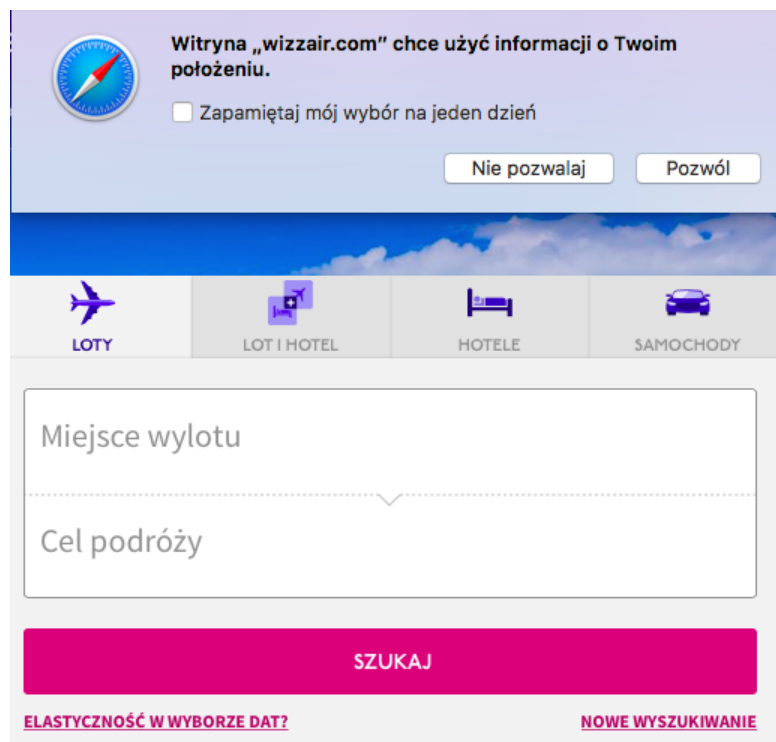 Witryna „wizzair.com” chce użyć informacji o Twoim
położeniu.
Zapamiętaj mój wybór na jeden dzień
Nie pozwalaj
Pozwól
LOTY
LOT I HOTEL
HOTELE
SAMOCHODY
Miejsce wylotu
Cel podróży
SZUKAJ
ELASTYCZNOŚĆ W WYBORZE DAT?
NOWE WYSZUKIWANIE